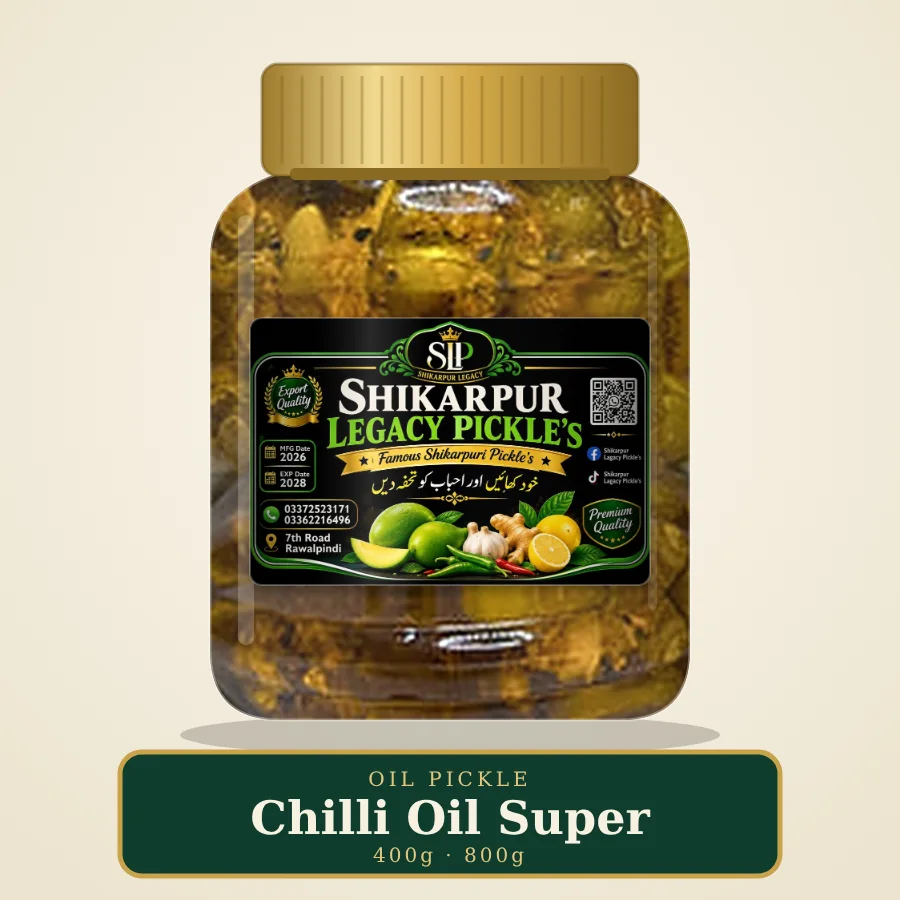 SLP
SHIKARPUR LEGACY
SHIKARPUR
LEGACY PICKLE'S
Famous Shikarpuri Pickle's
خود کھائیں اور احباب کو تحفہ دیں
Export
Quality
MFG Date
2026
EXP Date
2028
03372523171
03362216496
7th Road
Rawalpindi
Shikarpur
Legacy Pickle's
Shikarpur
Legacy Pickle's
Premium
Quality
OIL PICKLE
Chilli Oil Super
400g · 800g